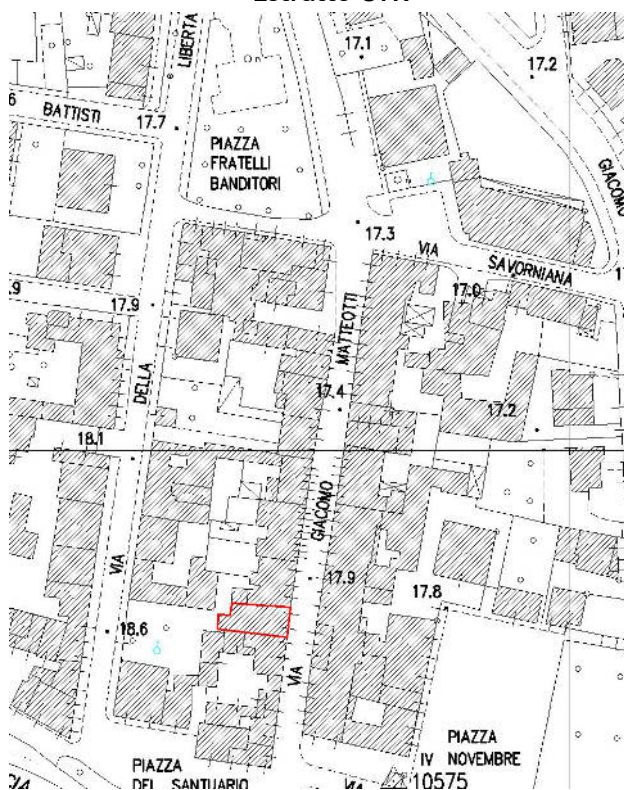 LIBERTA
17.1
17.2
6
BATTISTI
17.7
PIAZZA
FRATELLI
BANDITORI
GIACOMO
17.3
VIA
SAVORNIANA
17.0
.9
17.9
MATTEOTTI
DELLA
17.4
17.2
18.1
GIACOMO
VIA
17.9
17.8
18.6
VIA
PIAZZA
IV NOVEMBRE
10575
PIAZZA
DEL SANTUARIO
VIA